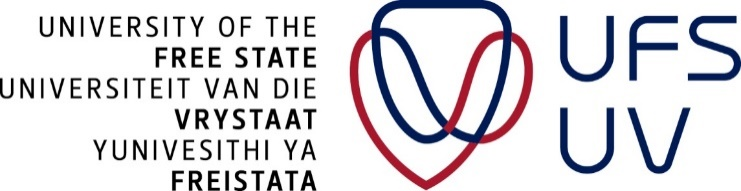 UNIVERSITY OF THE
FREE STATE
UNIVERSITEIT VAN DIE
VRYSTAAT
YUNIVESITHI YA
FREISTATA
UFS
UV